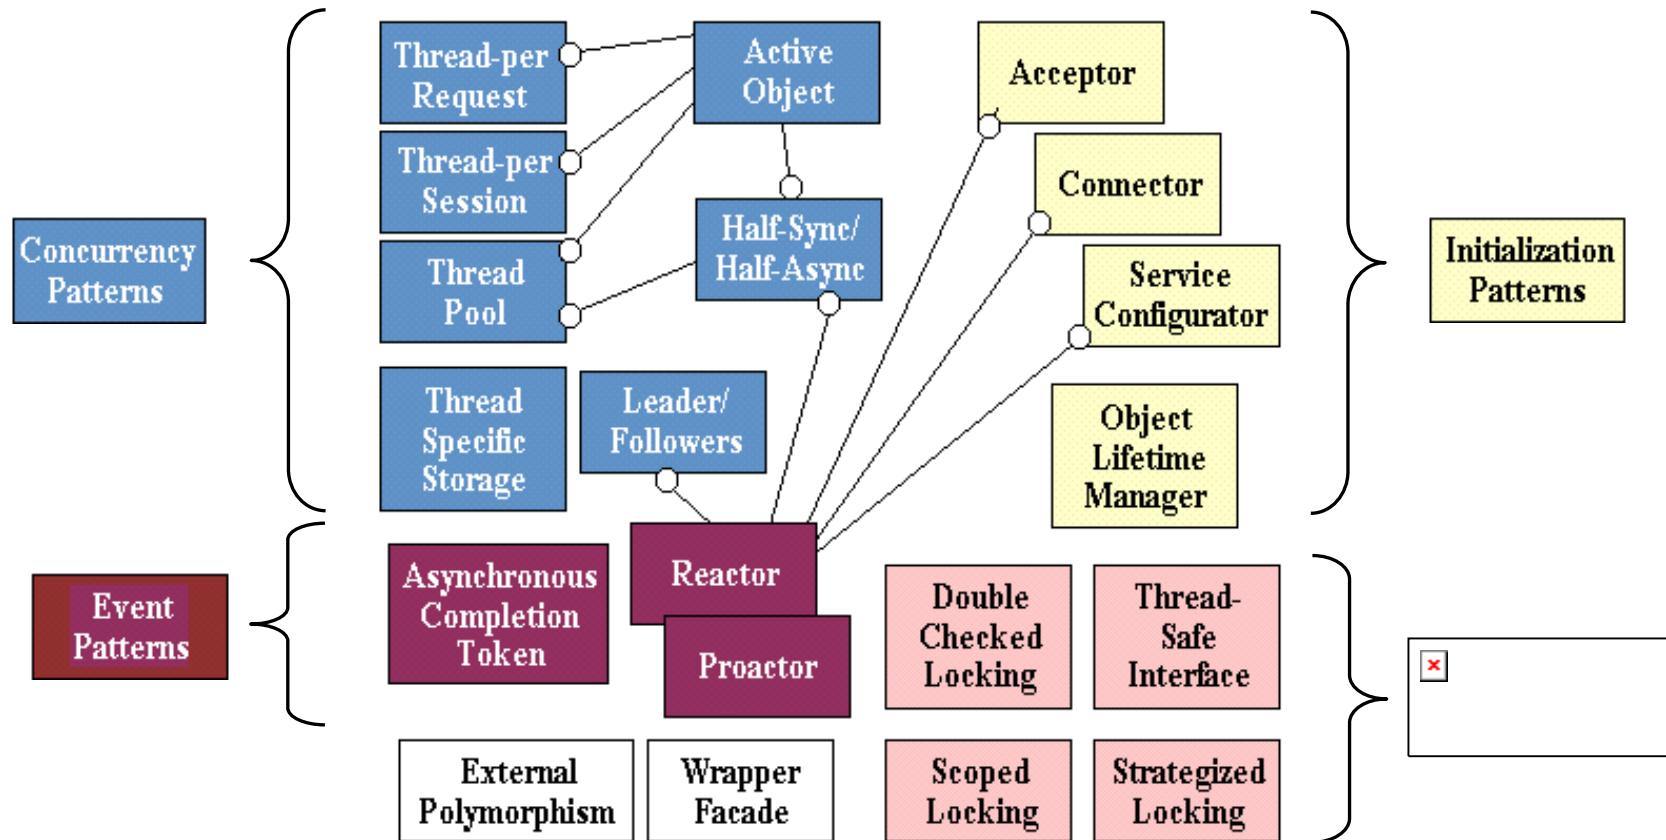 Thread-per
Request
Active
Object
Acceptor
Thread-per
Session
Connector
Concurrency
Patterns
Half-Sync/
Half-Async
Initialization
Patterns
Thread
Pool
Service
Configurator
Thread
Specific
Storage
Leader/
Followers
Object
Lifetime
Manager
Event
Patterns
Asynchronous
Completion
Token
Reactor
Proactor
Double
Checked
Locking
Thread-
Safe
Interface
External
Polymorphism
Wrapper
Facade
Scoped
Locking
Strategized
Locking